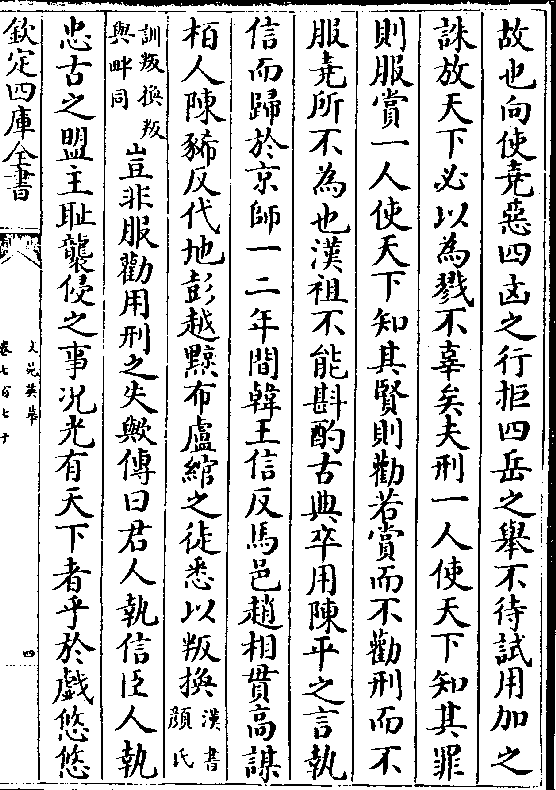 故也向使堯惡四凶之行拒四岳之舉不待試用加之
誅放天下必以為戮不辜矣夫刑一人使天下知其罪
則服賞一人使天下知其賢則勸若賞而不勸刑而不
服堯所不為也漢祖不能斟酌古典卒用陳平之言執
信而歸於京師一二年間韓王信反馬邑趙相貫高謀
栢人陳豨反代地彭越黥布盧綰之徒悉以叛換漢書顔氏
訓叛換叛與畔同豈非服勸用刑之失歟傳曰君人執信臣人執
忠古之盟主耻襲侵之事况光有天下者乎於戲悠悠
欽定四庫全書
文苑英華
卷七百七十
四